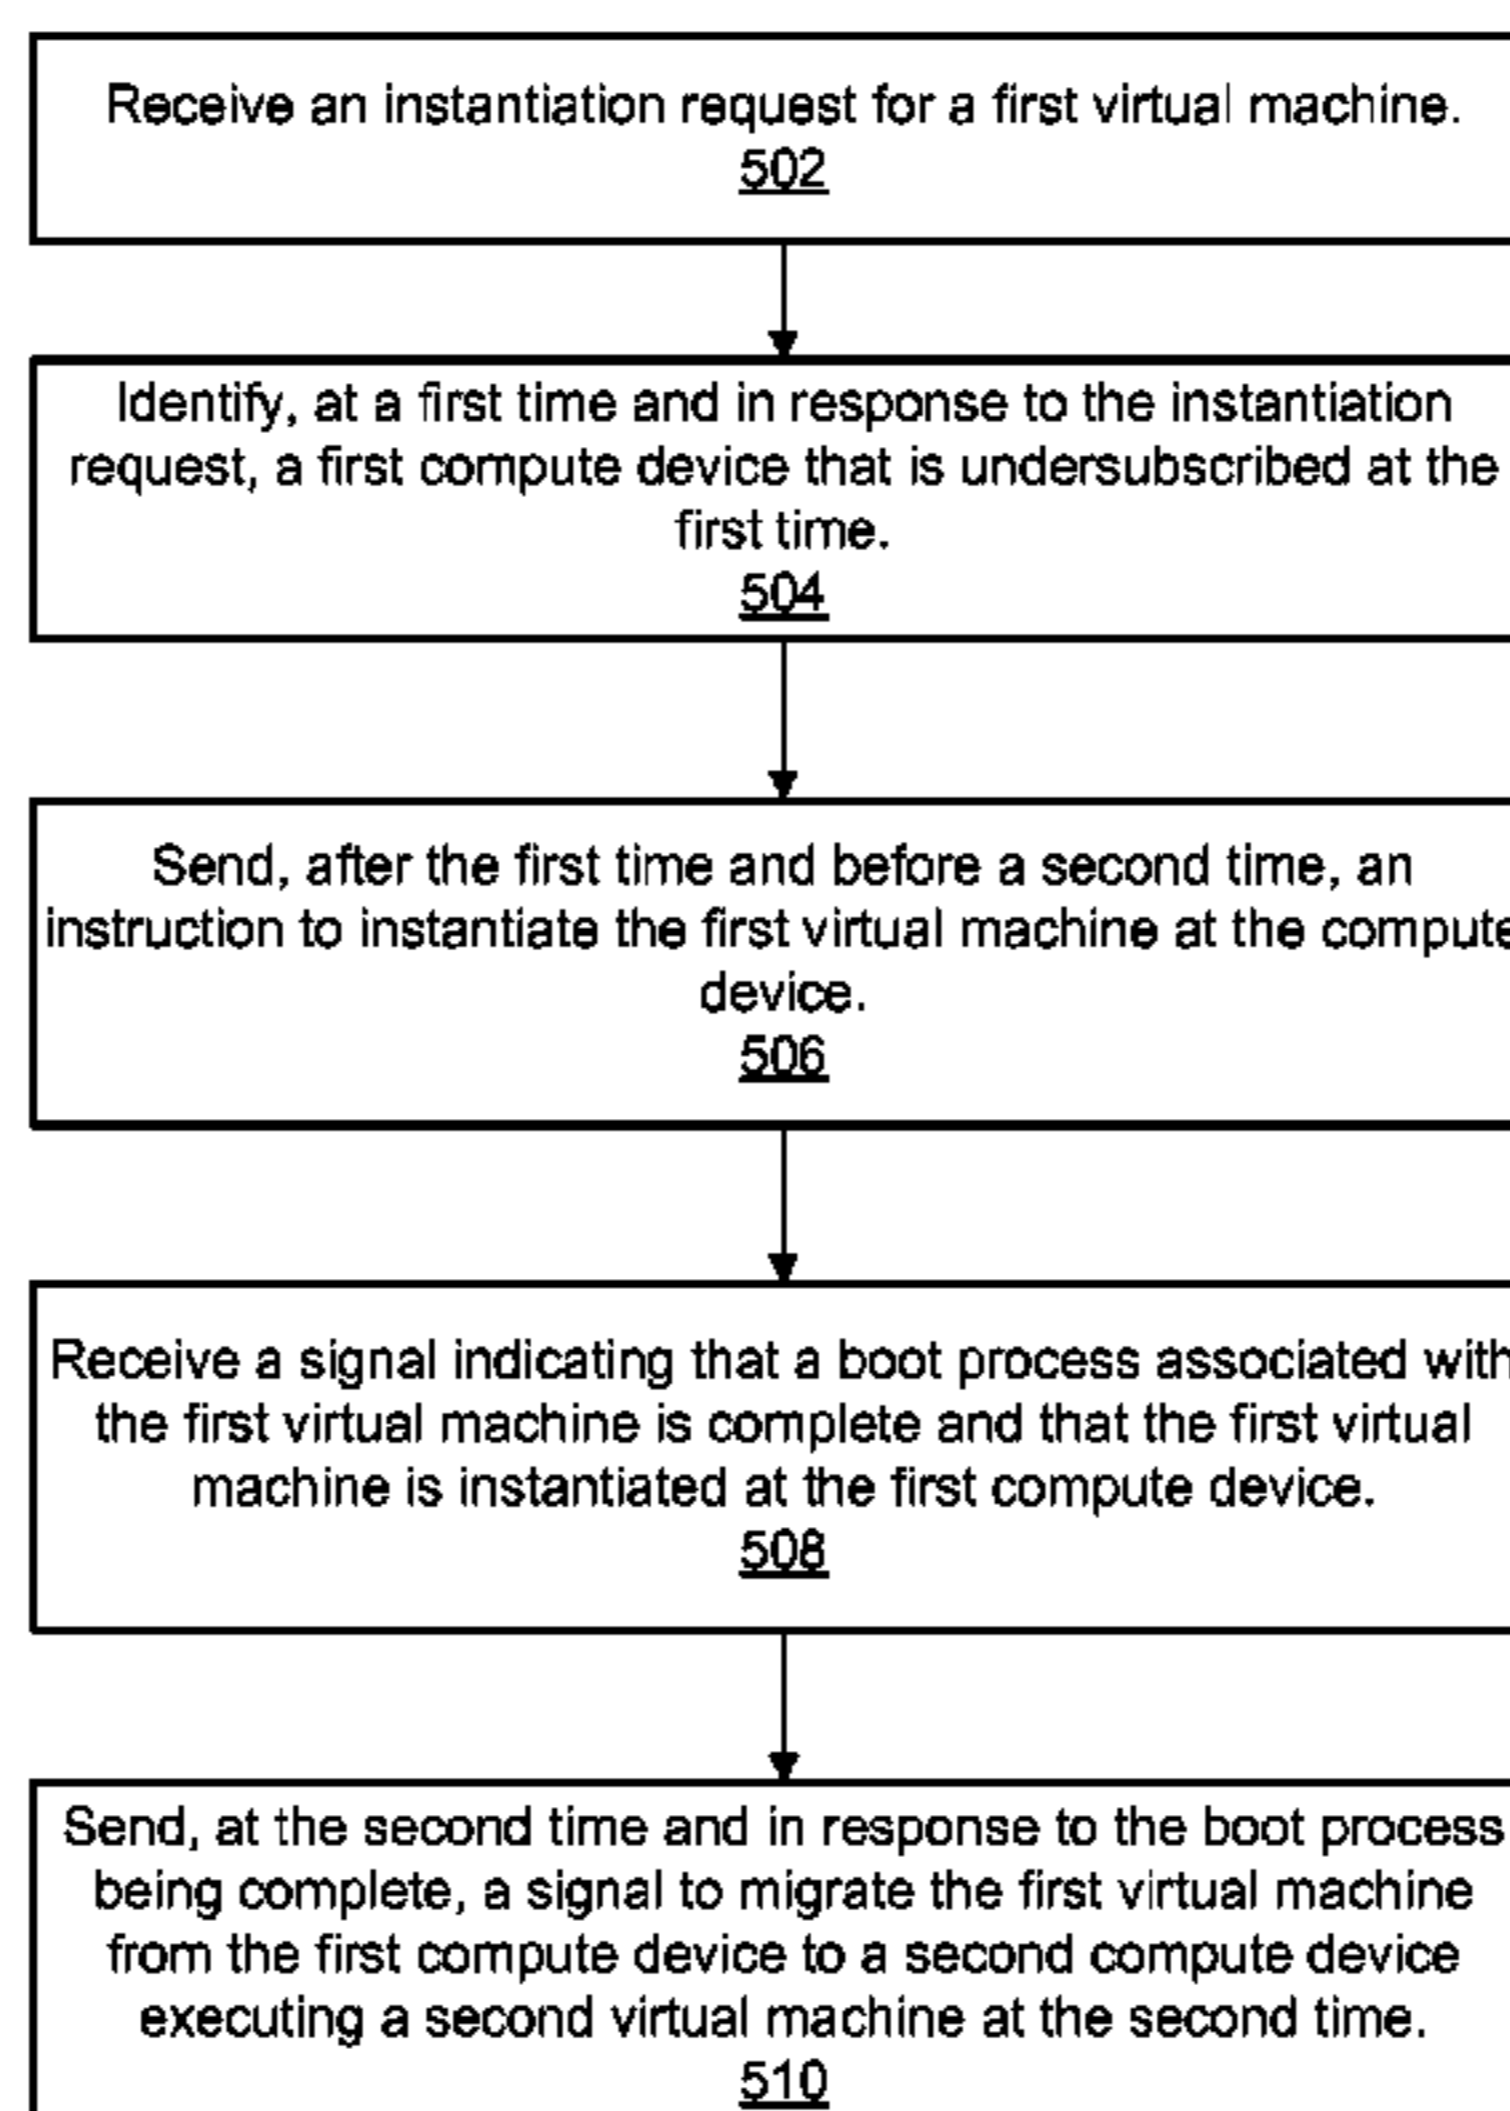 Receive an instantiation request for a first virtual machine.
502
Identify, at a first time and in response to the instantiation
request, a first compute device that is undersubscribed at the
first time.
504
Send, after the first time and before a second time, an
instruction to instantiate the first virtual machine at the compute
device.
506
Receive a signal indicating that a boot process associated with
the first virtual machine is complete and that the first virtual
machine is instantiated at the first compute device.
508
Send, at the second time and in response to the boot process
being complete, a signal to migrate the first virtual machine
from the first compute device to a second compute device
executing a second virtual machine at the second time.
510